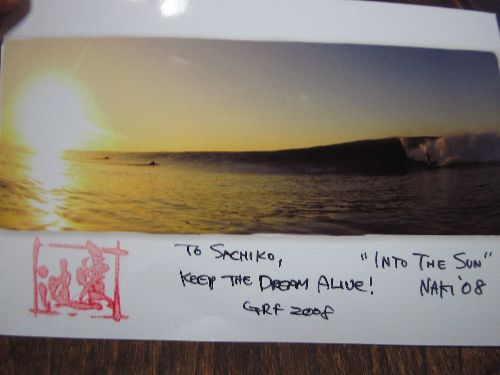 TO SACHIKO,
KEEP THE DREAM ALIVE!
GRF 2008
"INTO THE SUN"
NAKI '08